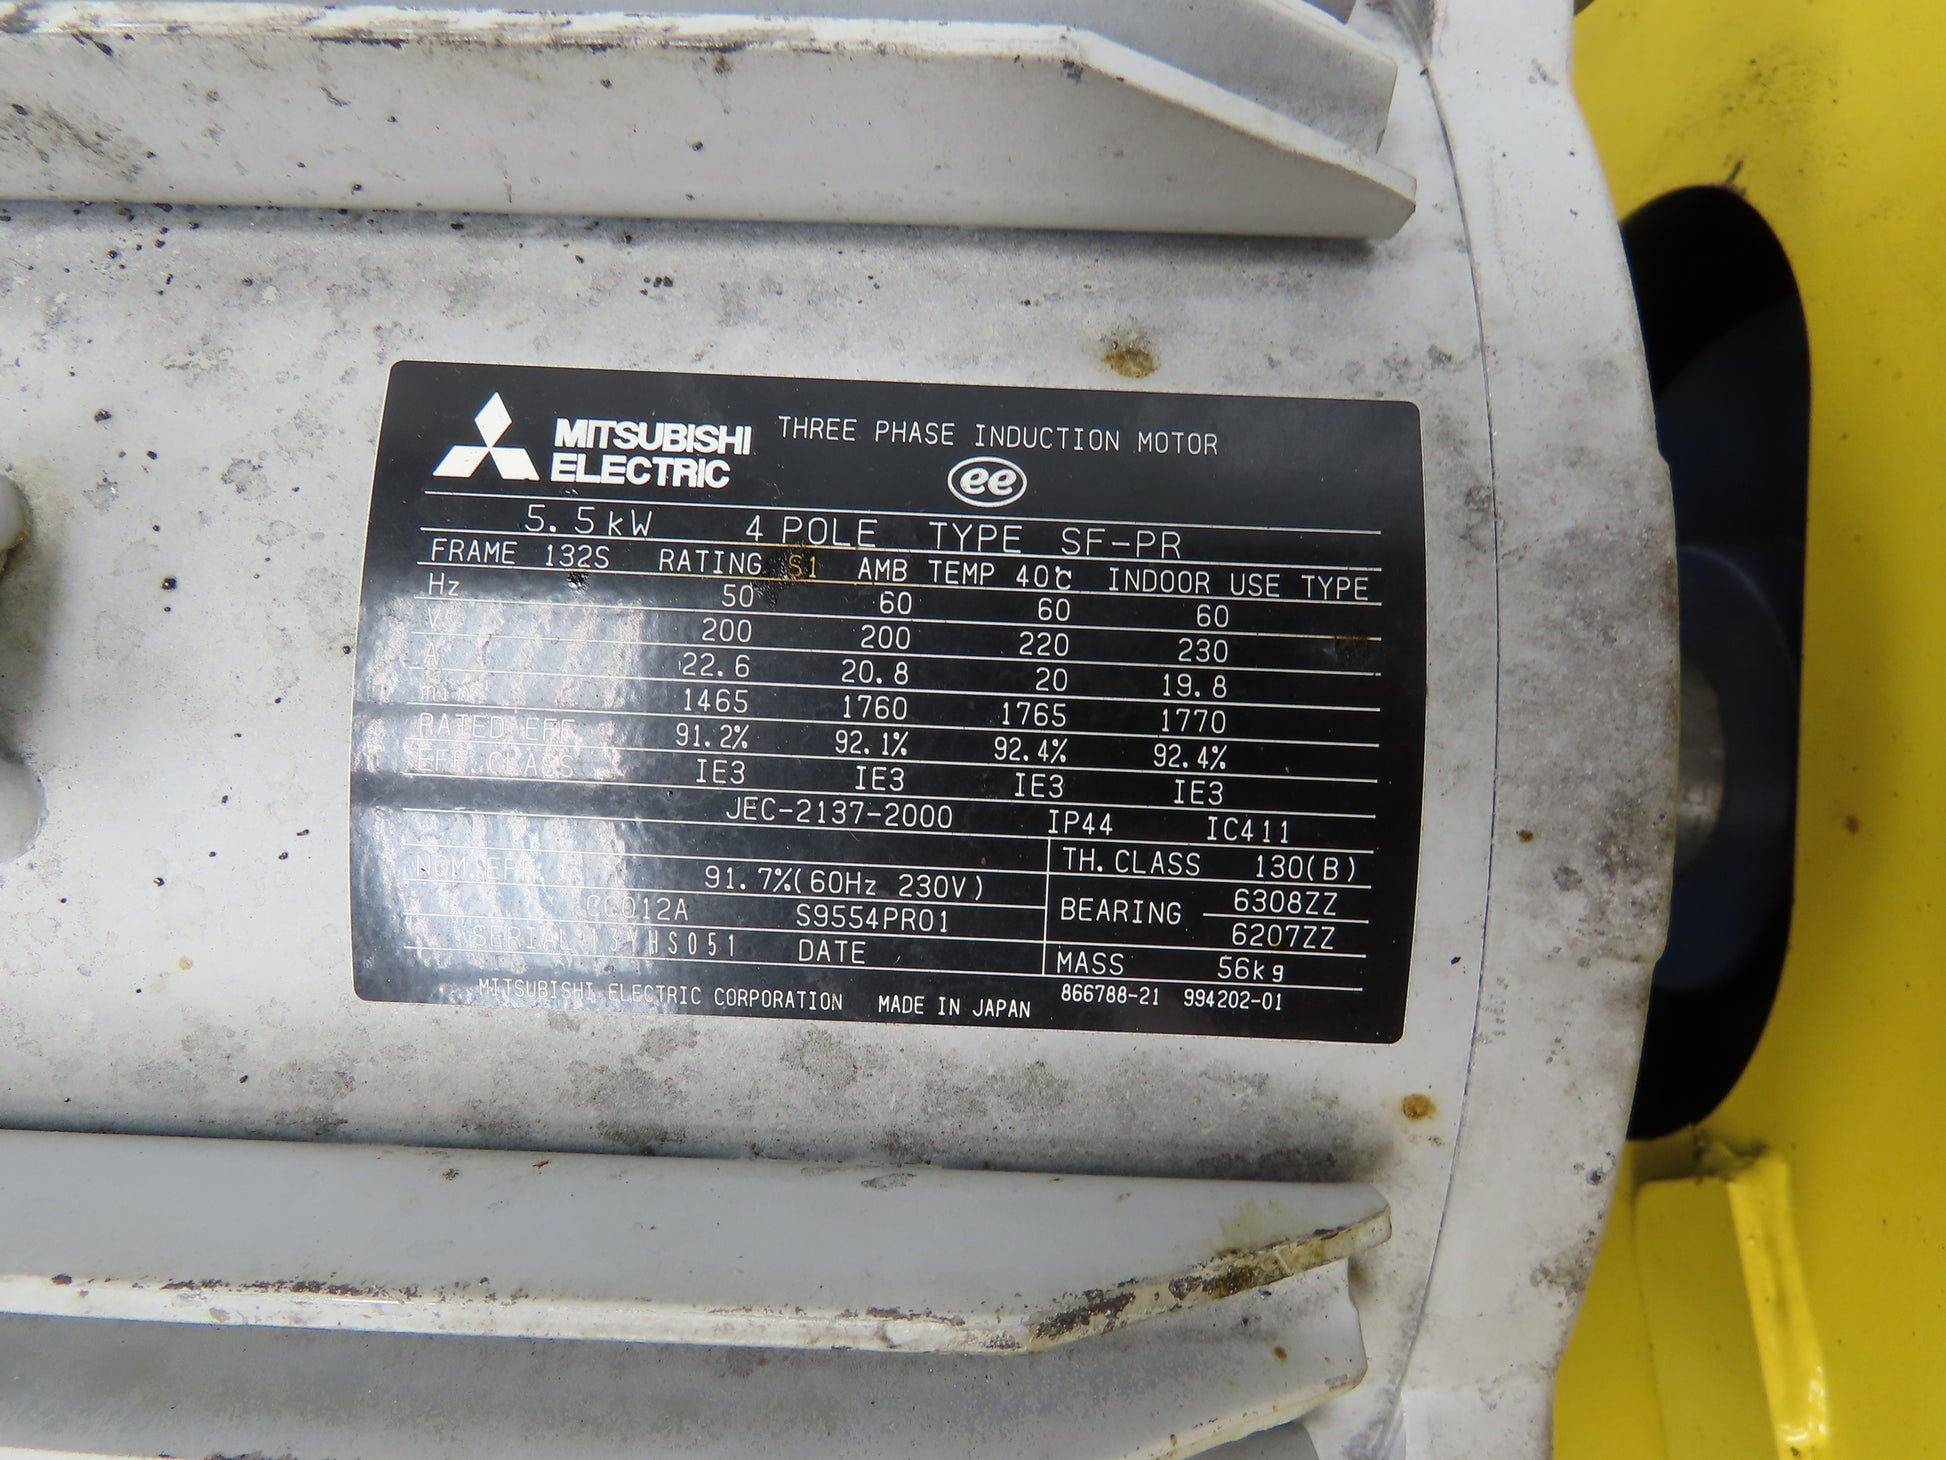 MITSUBISHI ELECTRIC THREE PHASE INDUCTION MOTOR
ee
5.5kW 4 POLE TYPE SF-PR
FRAME 132S RATING S1 AMB TEMP 40℃ INDOOR USE TYPE
Hz 50 60 60 60
V 200 200 220 230
A 22.6 20.8 20 19.8
min⁻¹ 1465 1760 1765 1770
RATED EFF. 91.2% 92.1% 92.4% 92.4%
EFF. CLASS IE3 IE3 IE3 IE3
JEC-2137-2000 IP44 IC411
NOM. EFF. 91.7%(60Hz 230V)
TH. CLASS 130(B)
CC012A S9554PR01
BEARING 6308ZZ
6207ZZ
SERIAL 13YHS051 DATE
MASS 56kg
MITSUBISHI ELECTRIC CORPORATION MADE IN JAPAN 866788-21 994202-01